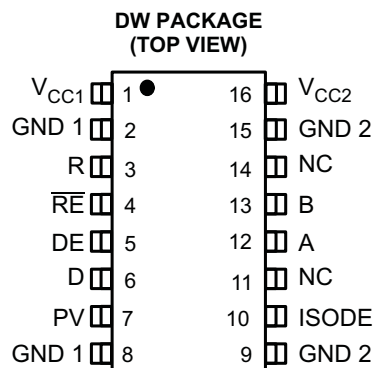 DW PACKAGE
(TOP VIEW)
VCC1 1 16 VCC2
GND 1 2 15 GND 2
R 3 14 NC
RE 4 13 B
DE 5 12 A
D 6 11 NC
PV 7 10 ISODE
GND 1 8 9 GND 2